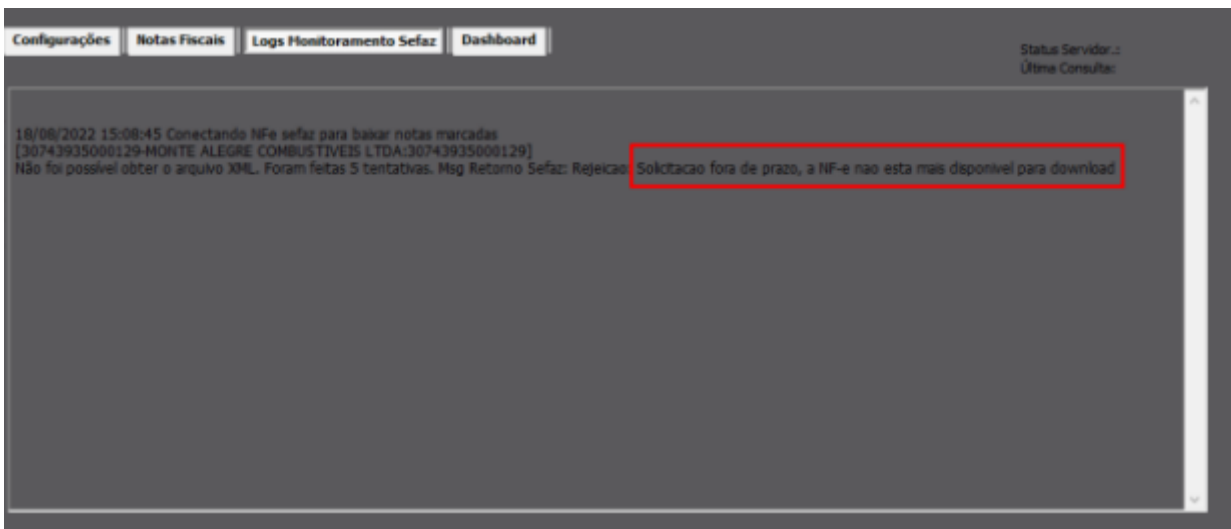 Configurações Notas Fiscais Logs Monitoramento Sefaz Dashboard
Status Servidor.:
Última Consulta:
18/08/2022 15:08:45 Conectando NFe sefaz para baixar notas marcadas
[30743935000129-MONTE ALEGRE COMBUSTIVEIS LTDA:30743935000129]
Não foi possível obter o arquivo XML. Foram feitas 5 tentativas. Msg Retorno Sefaz: Rejeicao: Solicitacao fora de prazo, a NF-e nao esta mais disponivel para download